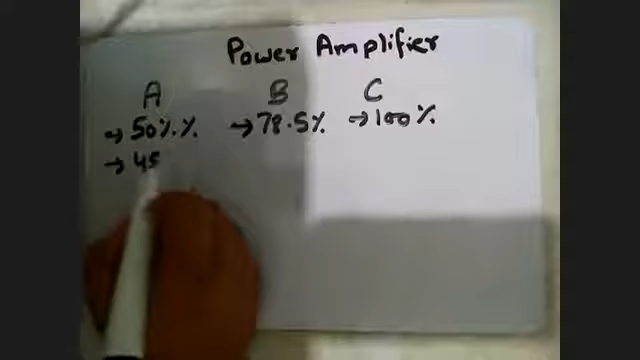 Power Amplifier
A B C
→ 50%.% → 78.5% → 100%
→ 45